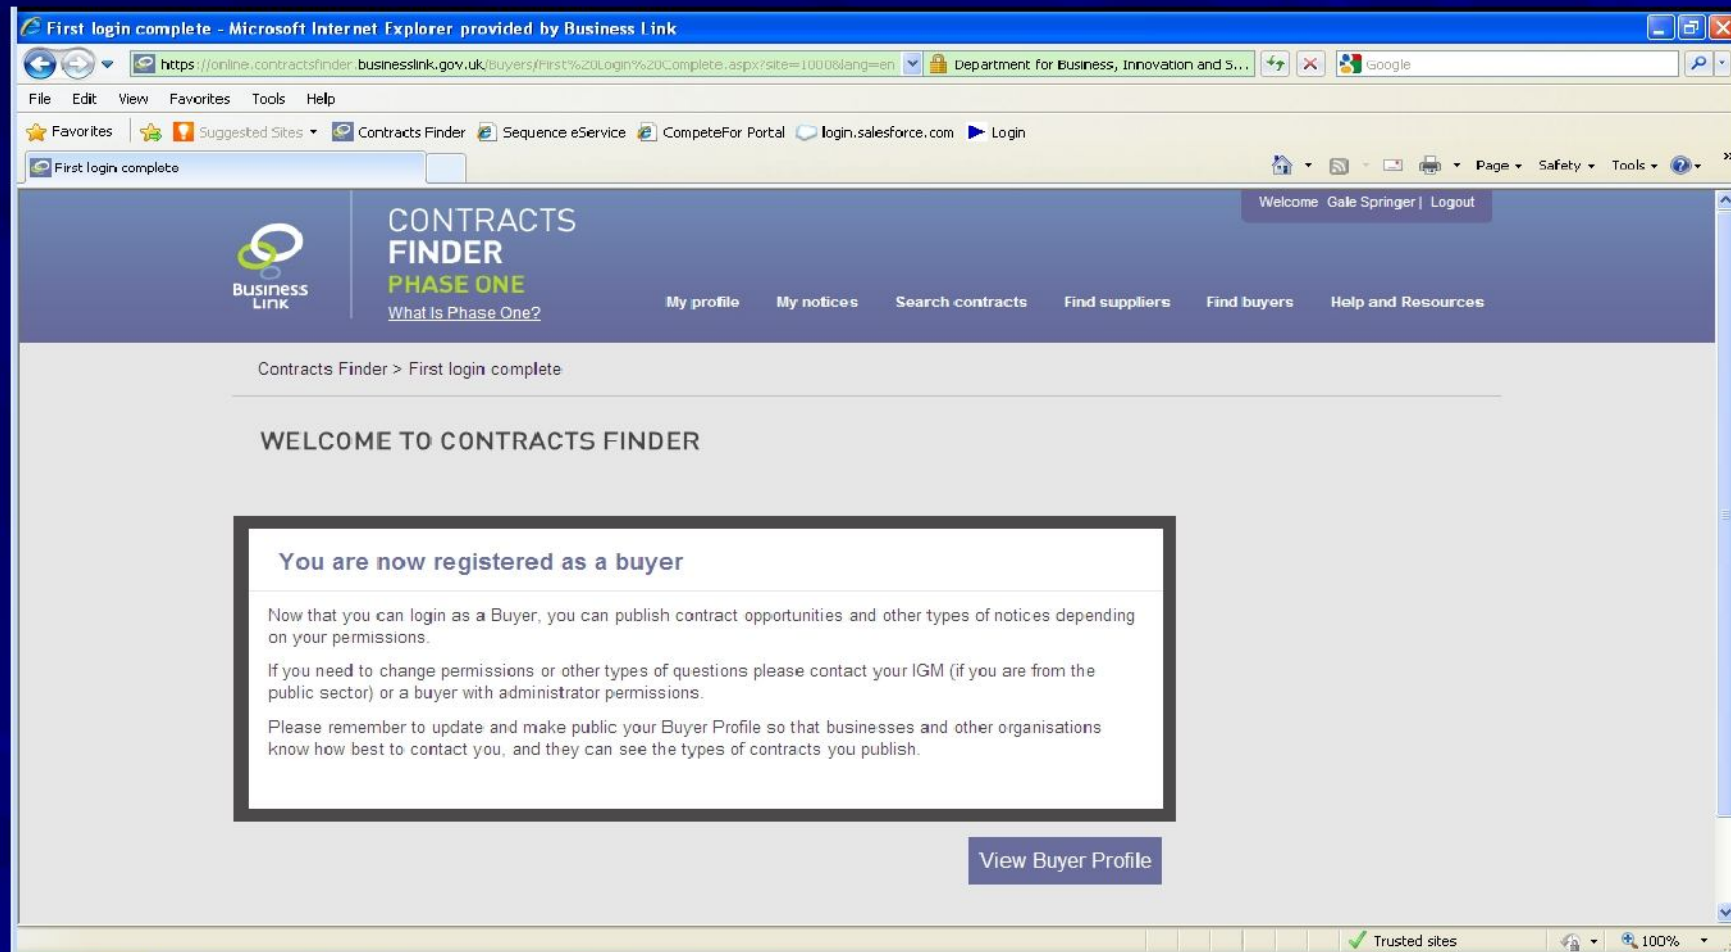 First login complete - Microsoft Internet Explorer provided by Business Link
https://online.contractsfinder.businesslink.gov.uk/Buyers/First%20Login%20Complete.aspx?site=1000&lang=en
Department for Business, Innovation and S...
Google
File Edit View Favorites Tools Help
Favorites Suggested Sites Contracts Finder Sequence eService CompeteFor Portal login.salesforce.com Login
First login complete
Page Safety Tools
Welcome Gale Springer | Logout
Business
Link
CONTRACTS
FINDER
PHASE ONE
What Is Phase One?
My profile My notices Search contracts Find suppliers Find buyers Help and Resources
Contracts Finder > First login complete
WELCOME TO CONTRACTS FINDER
You are now registered as a buyer
Now that you can login as a Buyer, you can publish contract opportunities and other types of notices depending
on your permissions.
If you need to change permissions or other types of questions please contact your IGM (if you are from the
public sector) or a buyer with administrator permissions.
Please remember to update and make public your Buyer Profile so that businesses and other organisations
know how best to contact you, and they can see the types of contracts you publish.
View Buyer Profile
Trusted sites
100%